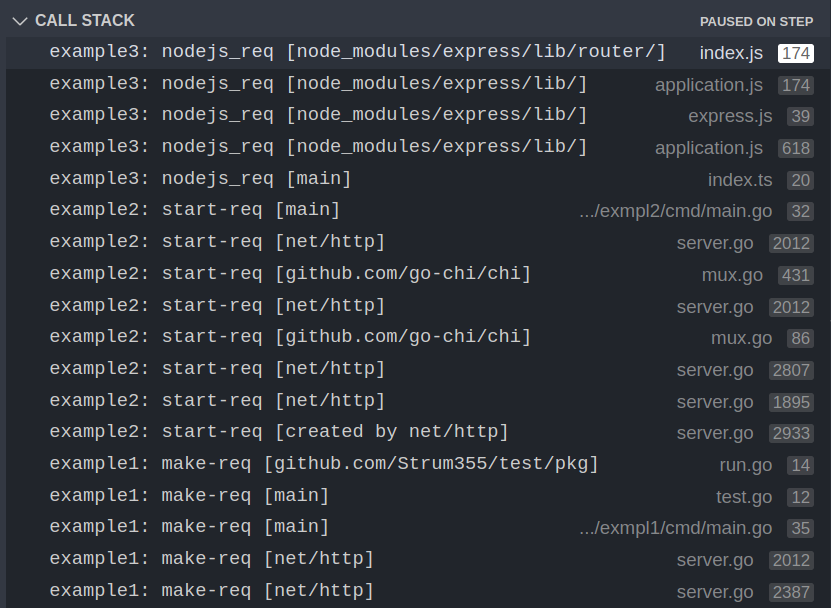 CALL STACK PAUSED ON STEP
example3: nodejs_req [node_modules/express/lib/router/] index.js 174
example3: nodejs_req [node_modules/express/lib/] application.js 174
example3: nodejs_req [node_modules/express/lib/] express.js 39
example3: nodejs_req [node_modules/express/lib/] application.js 618
example3: nodejs_req [main] index.ts 20
example2: start-req [main] .../exmpl2/cmd/main.go 32
example2: start-req [net/http] server.go 2012
example2: start-req [github.com/go-chi/chi] mux.go 431
example2: start-req [net/http] server.go 2012
example2: start-req [github.com/go-chi/chi] mux.go 86
example2: start-req [net/http] server.go 2807
example2: start-req [net/http] server.go 1895
example2: start-req [created by net/http] server.go 2933
example1: make-req [github.com/Strum355/test/pkg] run.go 14
example1: make-req [main] test.go 12
example1: make-req [main] .../exmpl1/cmd/main.go 35
example1: make-req [net/http] server.go 2012
example1: make-req [net/http] server.go 2387